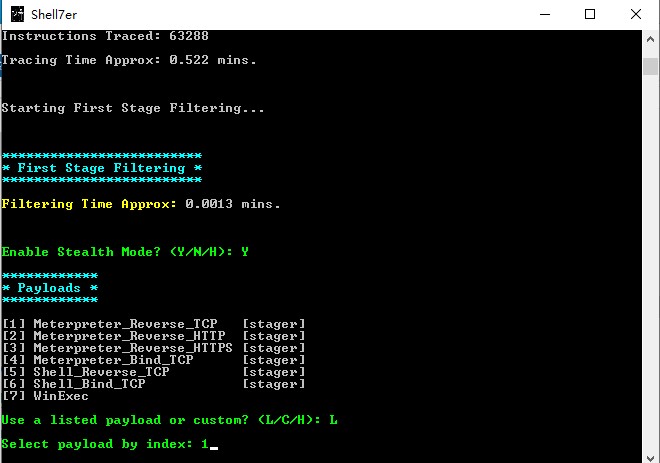 Shell7er
Instructions Traced: 63288
Tracing Time Approx: 0.522 mins.
Starting First Stage Filtering...
*************************
* First Stage Filtering *
*************************
Filtering Time Approx: 0.0013 mins.
Enable Stealth Mode? (Y/N/H): Y
************
* Payloads *
************
[1] Meterpreter_Reverse_TCP   [stager]
[2] Meterpreter_Reverse_HTTP  [stager]
[3] Meterpreter_Reverse_HTTPS [stager]
[4] Meterpreter_Bind_TCP      [stager]
[5] Shell_Reverse_TCP         [stager]
[6] Shell_Bind_TCP            [stager]
[7] WinExec
Use a listed payload or custom? (L/C/H): L
Select payload by index: 1